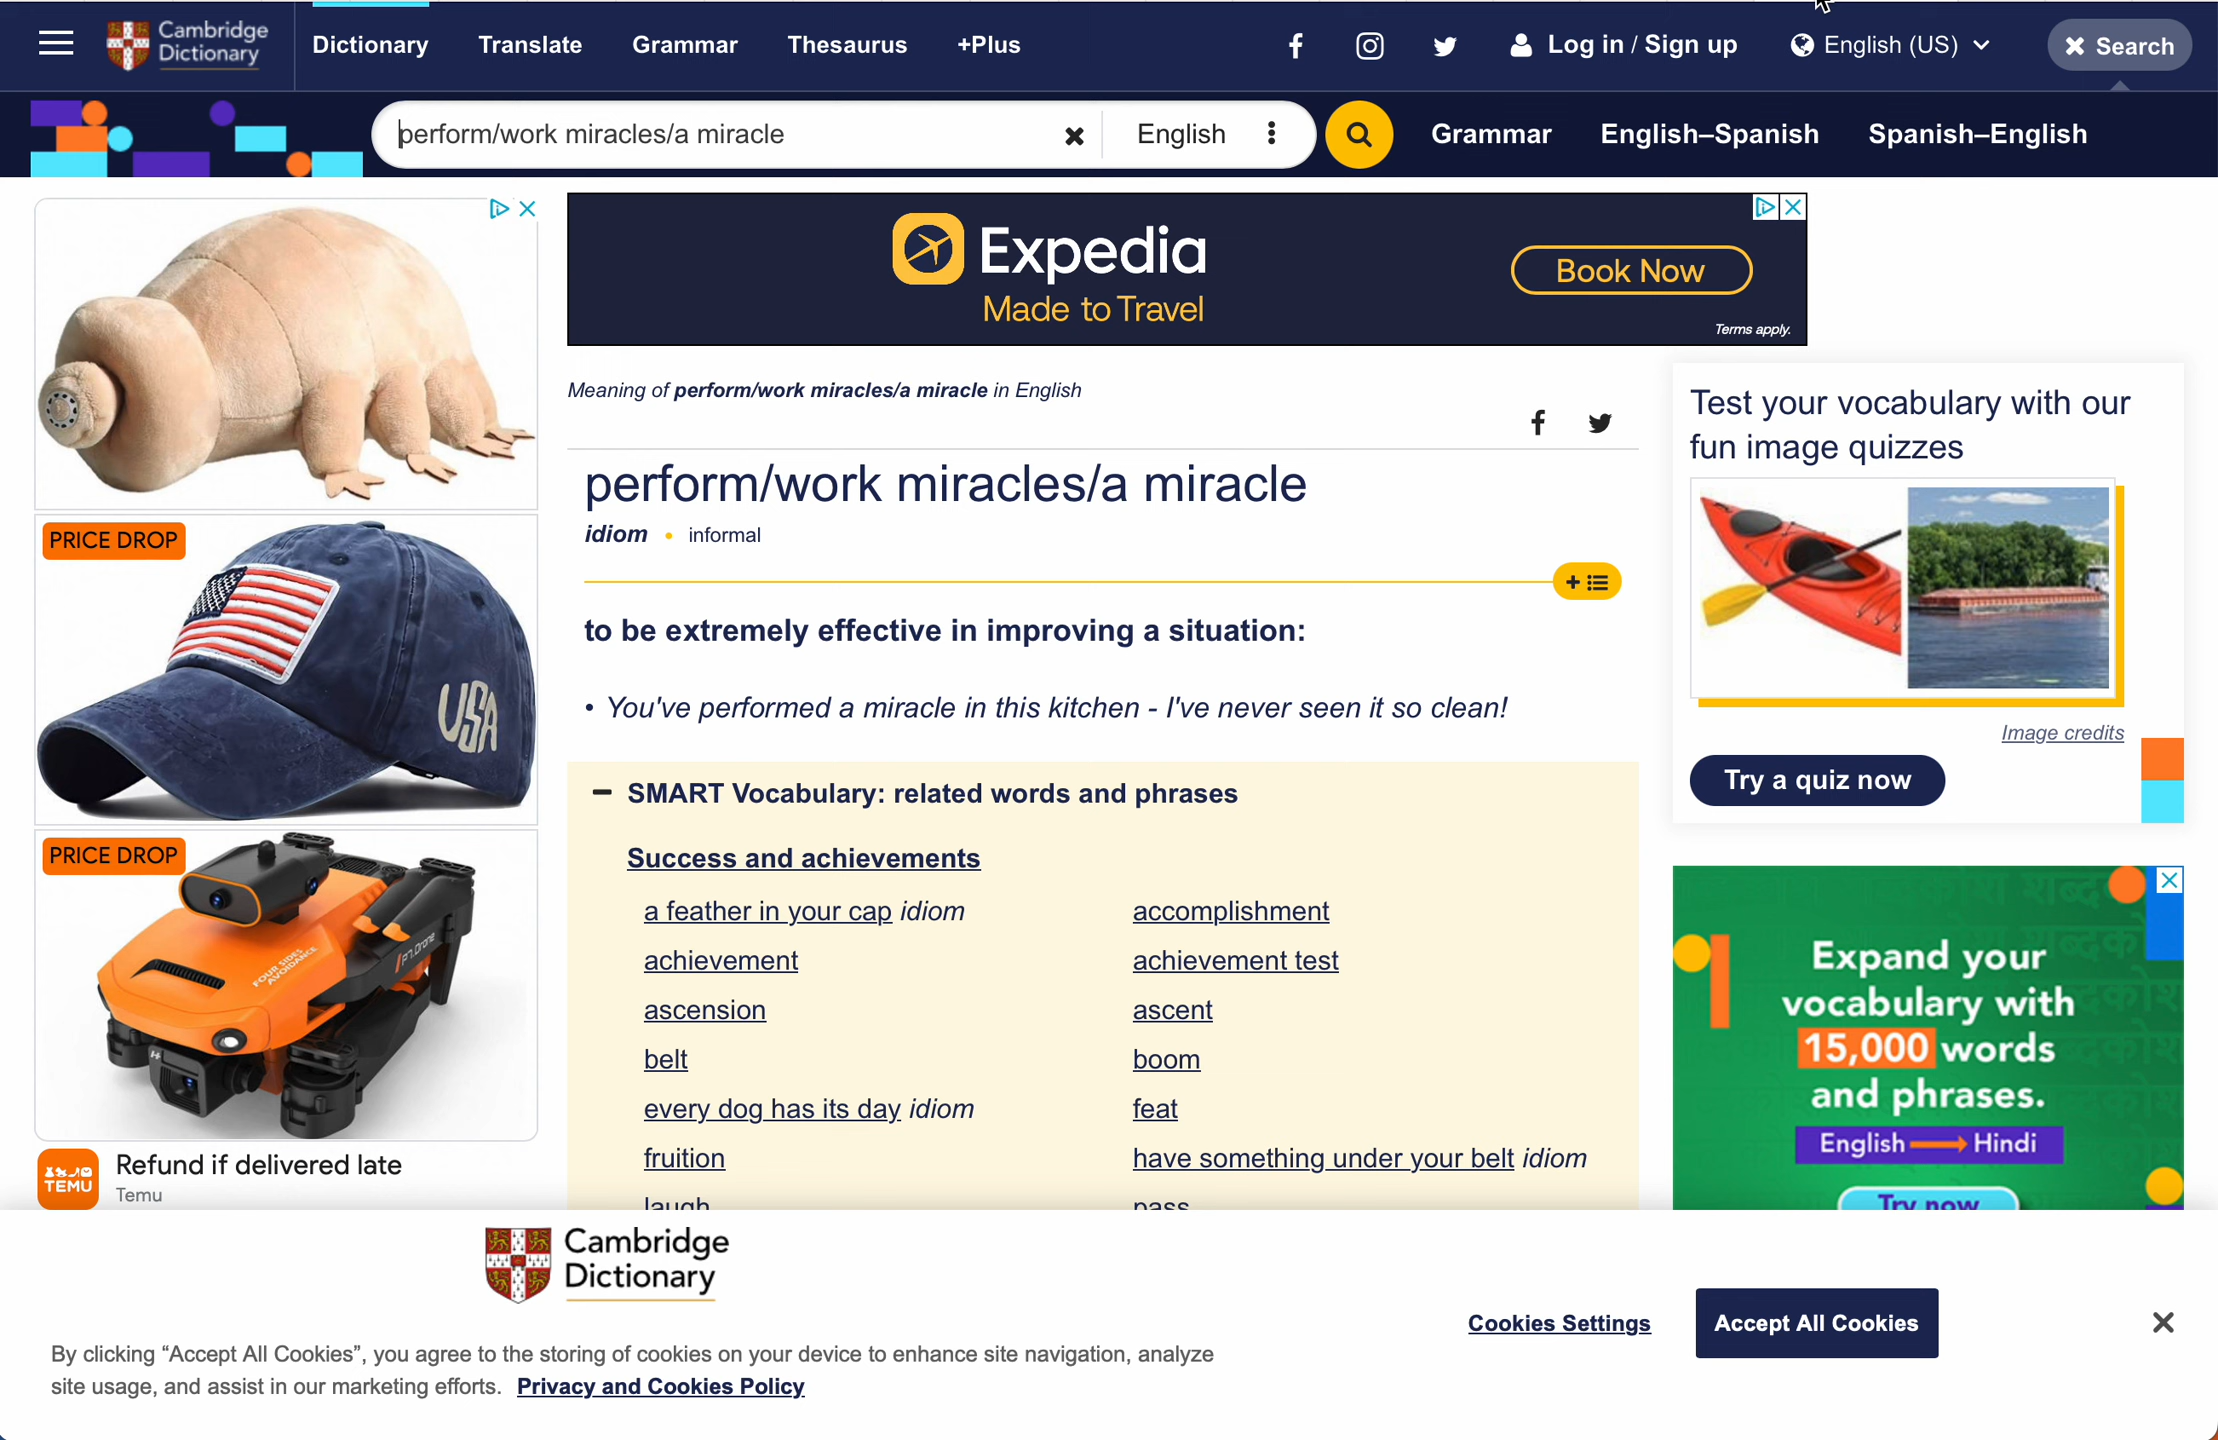 Cambridge
Dictionary
Dictionary
Translate
Grammar
Thesaurus
+Plus
Log in / Sign up
English (US)
Search
perform/work miracles/a miracle
English
Grammar
English–Spanish
Spanish–English
Expedia
Made to Travel
Book Now
Terms apply.
PRICE DROP
USA
PRICE DROP
FOUR SIDES
AVOIDANCE
TEMU
Refund if delivered late
Temu
Meaning of perform/work miracles/a miracle in English
perform/work miracles/a miracle
idiom • informal
to be extremely effective in improving a situation:
• You've performed a miracle in this kitchen - I've never seen it so clean!
SMART Vocabulary: related words and phrases
Success and achievements
a feather in your cap idiom
accomplishment
achievement
achievement test
ascension
ascent
belt
boom
every dog has its day idiom
feat
fruition
have something under your belt idiom
laugh
pass
Test your vocabulary with our
fun image quizzes
Image credits
Try a quiz now
Expand your
vocabulary with
15,000 words
and phrases.
English → Hindi
Try now
Cambridge
Dictionary
By clicking “Accept All Cookies”, you agree to the storing of cookies on your device to enhance site navigation, analyze
site usage, and assist in our marketing efforts. Privacy and Cookies Policy
Cookies Settings
Accept All Cookies